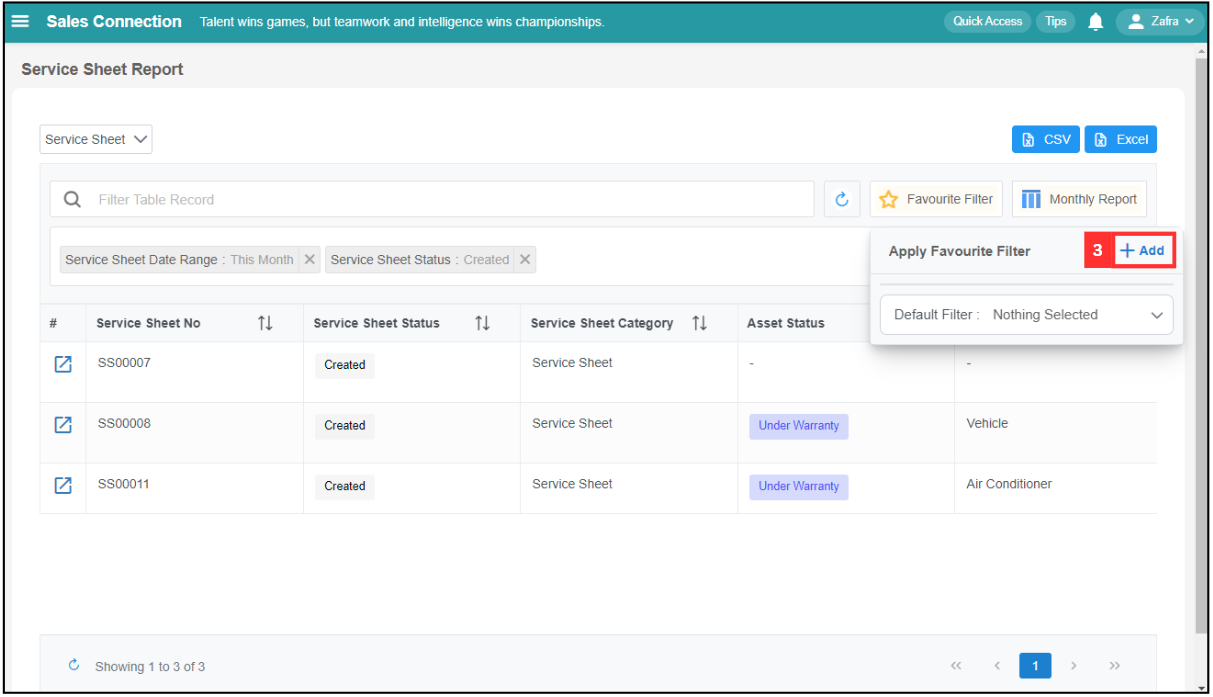 Sales Connection Talent wins games, but teamwork and intelligence wins championships. Quick Access Tips Zafra
Service Sheet Report
Service Sheet CSV Excel
Filter Table Record Favourite Filter Monthly Report
Service Sheet Date Range : This Month Service Sheet Status : Created
Apply Favourite Filter 3 + Add
Default Filter : Nothing Selected
# Service Sheet No Service Sheet Status Service Sheet Category Asset Status
SS00007 Created Service Sheet - -
SS00008 Created Service Sheet Under Warranty Vehicle
SS00011 Created Service Sheet Under Warranty Air Conditioner
Showing 1 to 3 of 3 << < 1 > >>